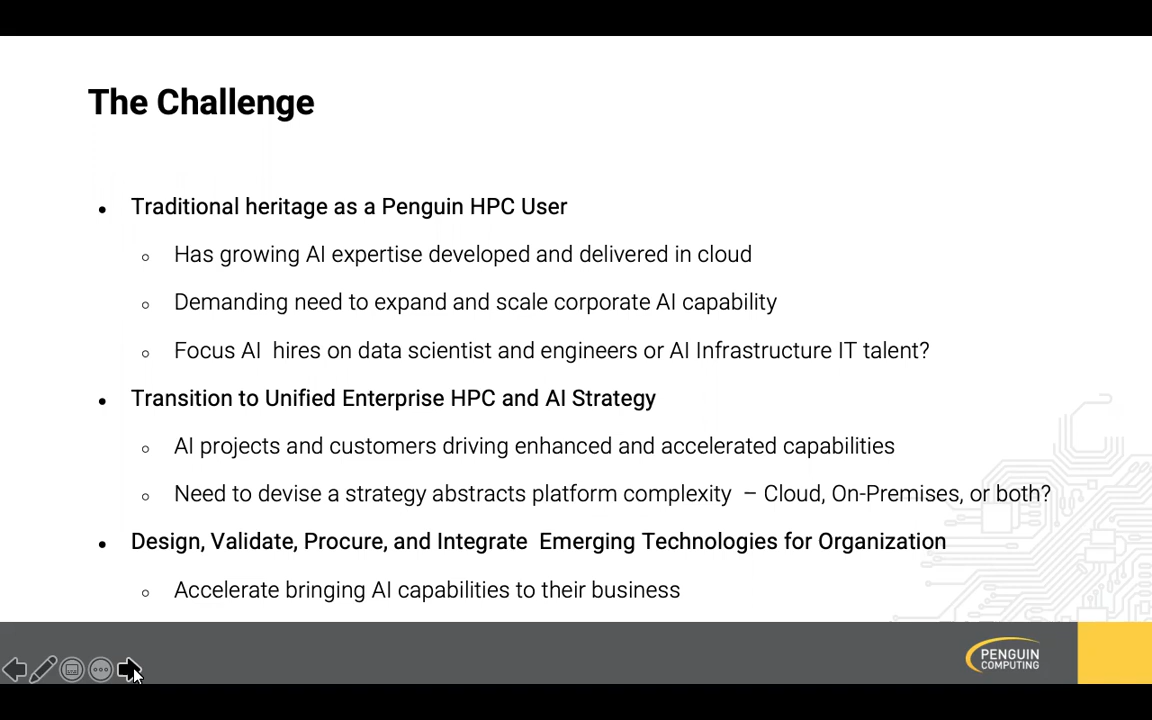 The Challenge
Traditional heritage as a Penguin HPC User
Has growing AI expertise developed and delivered in cloud
Demanding need to expand and scale corporate AI capability
Focus AI  hires on data scientist and engineers or AI Infrastructure IT talent?
Transition to Unified Enterprise HPC and AI Strategy
AI projects and customers driving enhanced and accelerated capabilities
Need to devise a strategy abstracts platform complexity  – Cloud, On-Premises, or both?
Design, Validate, Procure, and Integrate  Emerging Technologies for Organization
Accelerate bringing AI capabilities to their business
PENGUIN
COMPUTING